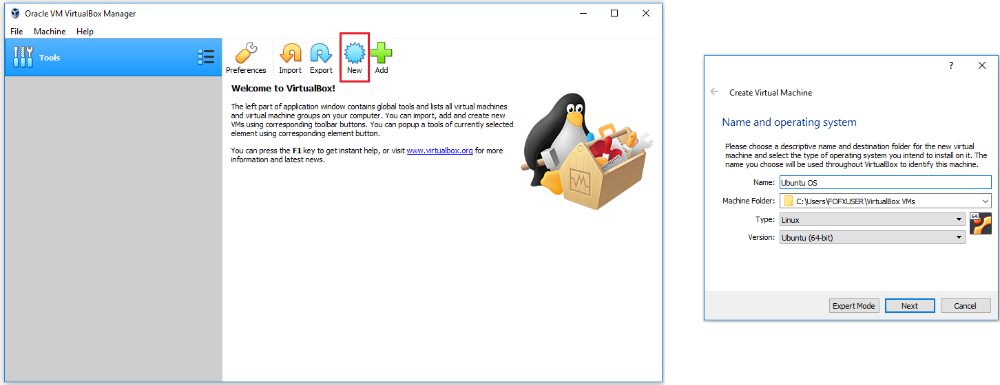 Oracle VM VirtualBox Manager
File Machine Help
Tools
Preferences Import Export New Add
Welcome to VirtualBox!
The left part of application window contains global tools and lists all virtual machines
and virtual machine groups on your computer. You can import, add and create new
VMs using corresponding toolbar buttons. You can popup a tools of currently selected
element using corresponding element button.
You can press the F1 key to get instant help, or visit www.virtualbox.org for more
information and latest news.
?
Create Virtual Machine
Name and operating system
Please choose a descriptive name and destination folder for the new virtual
machine and select the type of operating system you intend to install on it. The
name you choose will be used throughout VirtualBox to identify this machine.
Name: Ubuntu OS
Machine Folder: C:\Users\FOFXUSER\VirtualBox VMs
Type: Linux
64
Version: Ubuntu (64-bit)
Expert Mode Next Cancel